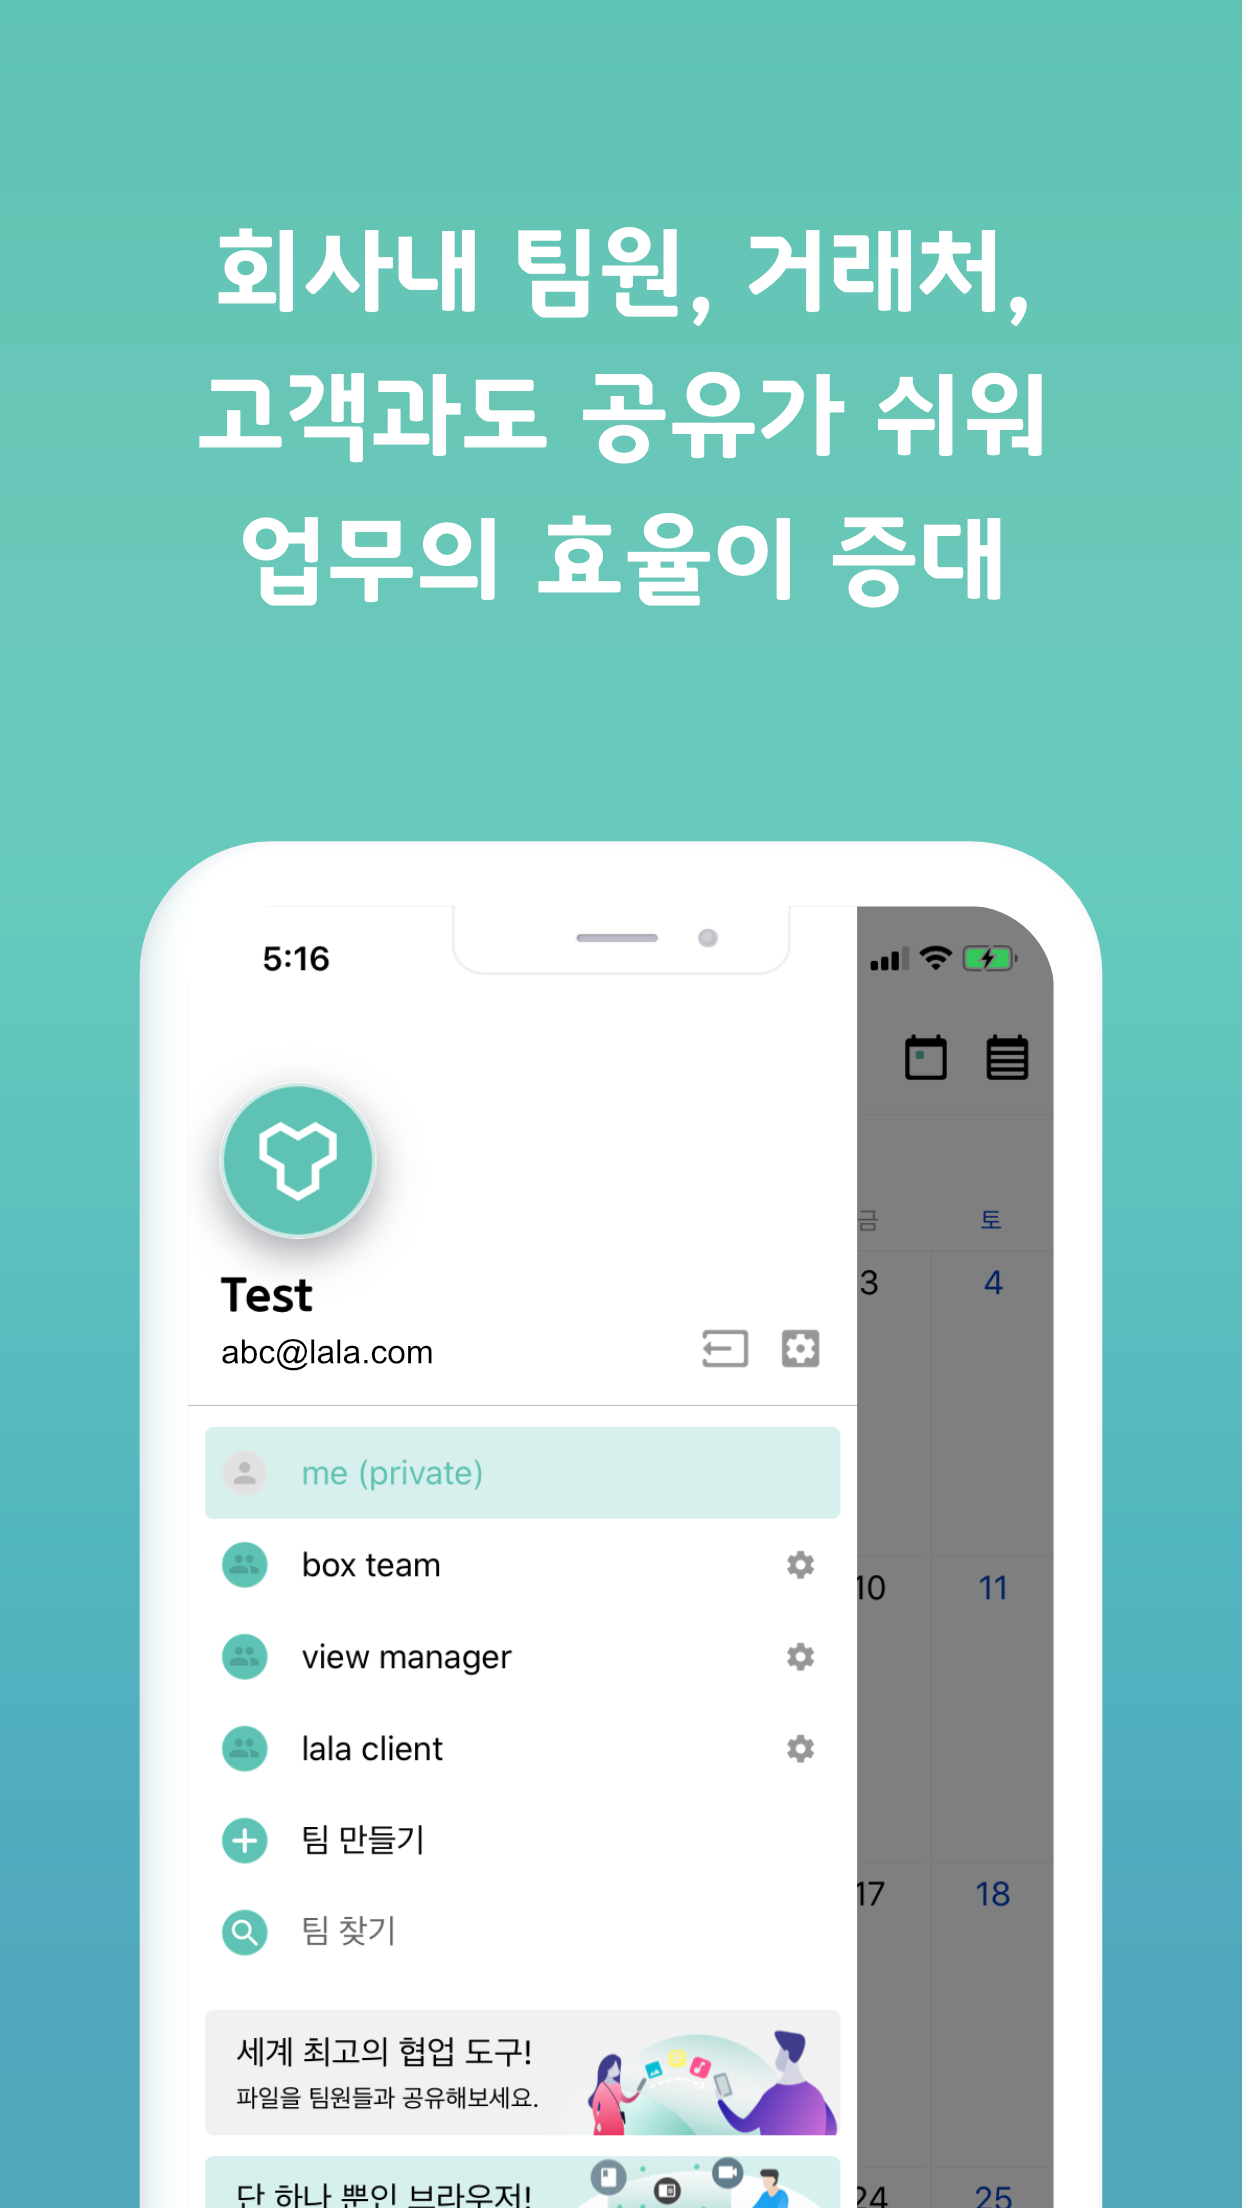 회사내 팀원, 거래처,
고객과도 공유가 쉬워
업무의 효율이 증대
5:16
금 토
Test
abc@lala.com
3 4
me (private)
box team
10 11
view manager
lala client
팀 만들기
17 18
팀 찾기
세계 최고의 협업 도구!
파일을 팀원들과 공유해보세요.
단 하나 뿐인 브라우저!
24 25